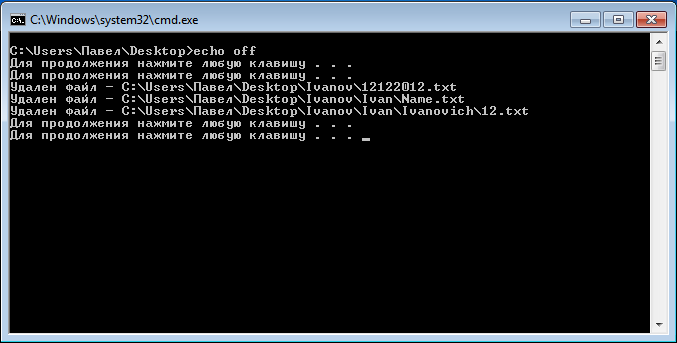 C:\Windows\system32\cmd.exe
C:\Users\Павел\Desktop>echo off
Для продолжения нажмите любую клавишу . . .
Для продолжения нажмите любую клавишу . . .
Удален файл - C:\Users\Павел\Desktop\Ivanov\12122012.txt
Удален файл - C:\Users\Павел\Desktop\Ivanov\Ivan\Name.txt
Удален файл - C:\Users\Павел\Desktop\Ivanov\Ivan\Ivanovich\12.txt
Для продолжения нажмите любую клавишу . . .
Для продолжения нажмите любую клавишу . . .